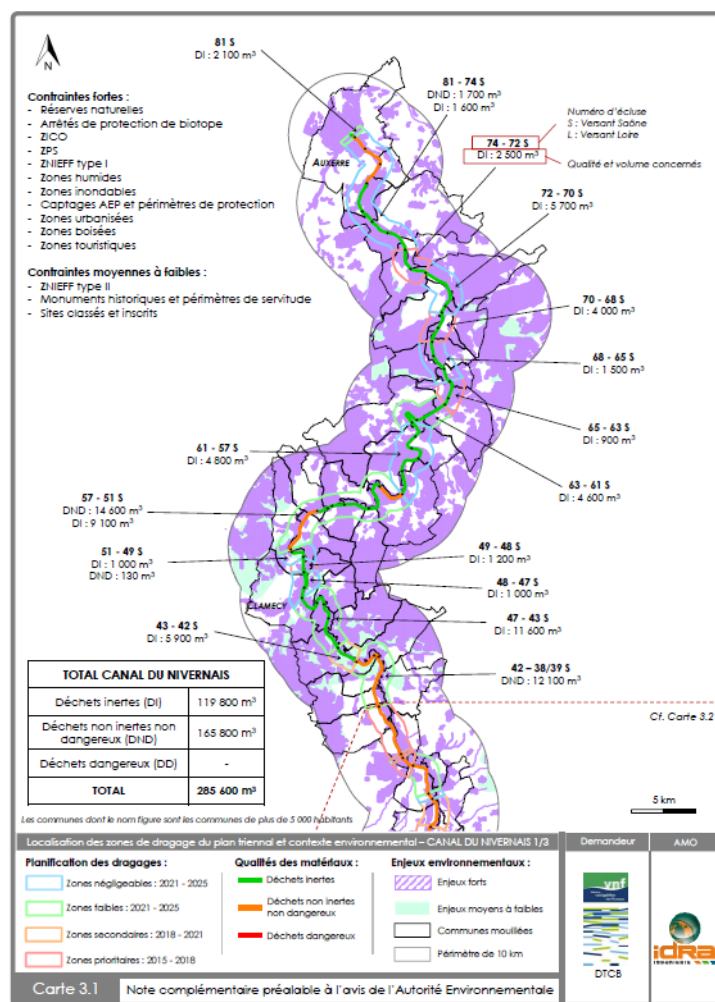 N
81 S
DI : 2 100 m³
81 - 74 S
DND : 1 700 m³
DI : 1 600 m³
Contraintes fortes :
- Réserves naturelles
- Arrêtés de protection de biotope
- ZICO
- ZPS
- ZNIEFF type I
- Zones humides
- Zones inondables
- Captages AEP et périmètres de protection
- Zones urbanisées
- Zones boisées
- Zones touristiques
Contraintes moyennes à faibles :
- ZNIEFF type II
- Monuments historiques et périmètres de servitude
- Sites classés et inscrits
Numéro d'écluse
S : Versant Saône
L : Versant Loire
74 - 72 S
DI : 2 500 m³
Qualité et volume concernés
AUXERRE
72 - 70 S
DI : 5 700 m³
70 - 68 S
DI : 4 000 m³
68 - 65 S
DI : 1 500 m³
65 - 63 S
DI : 900 m³
63 - 61 S
DI : 4 600 m³
61 - 57 S
DI : 4 800 m³
57 - 51 S
DND : 14 600 m³
DI : 9 100 m³
51 - 49 S
DI : 1 000 m³
DND : 130 m³
49 - 48 S
DI : 1 200 m³
48 - 47 S
DI : 1 000 m³
CLAMECY
47 - 43 S
DI : 11 600 m³
43 - 42 S
DI : 5 900 m³
42 – 38/39 S
DND : 12 100 m³
Cf. Carte 3.2
TOTAL CANAL DU NIVERNAIS
Déchets inertes (DI) 119 800 m³
Déchets non inertes non dangereux (DND) 165 800 m³
Déchets dangereux (DD) -
TOTAL 285 600 m³
5 km
Les communes dont le nom figure sont les communes de plus de 5 000 habitants
Localisation des zones de dragage du plan triennal et contexte environnemental – CANAL DU NIVERNAIS 1/3
Demandeur
AMO
Planification des dragages :
Zones négligeables : 2021 - 2025
Zones faibles : 2021 - 2025
Zones secondaires : 2018 - 2021
Zones prioritaires : 2015 - 2018
Qualités des matériaux :
Déchets inertes
Déchets non inertes
non dangereux
Déchets dangereux
Enjeux environnementaux :
Enjeux forts
Enjeux moyens à faibles
Communes mouillées
Périmètre de 10 km
vnf
DTCB
idra
Carte 3.1
Note complémentaire préalable à l'avis de l'Autorité Environnementale